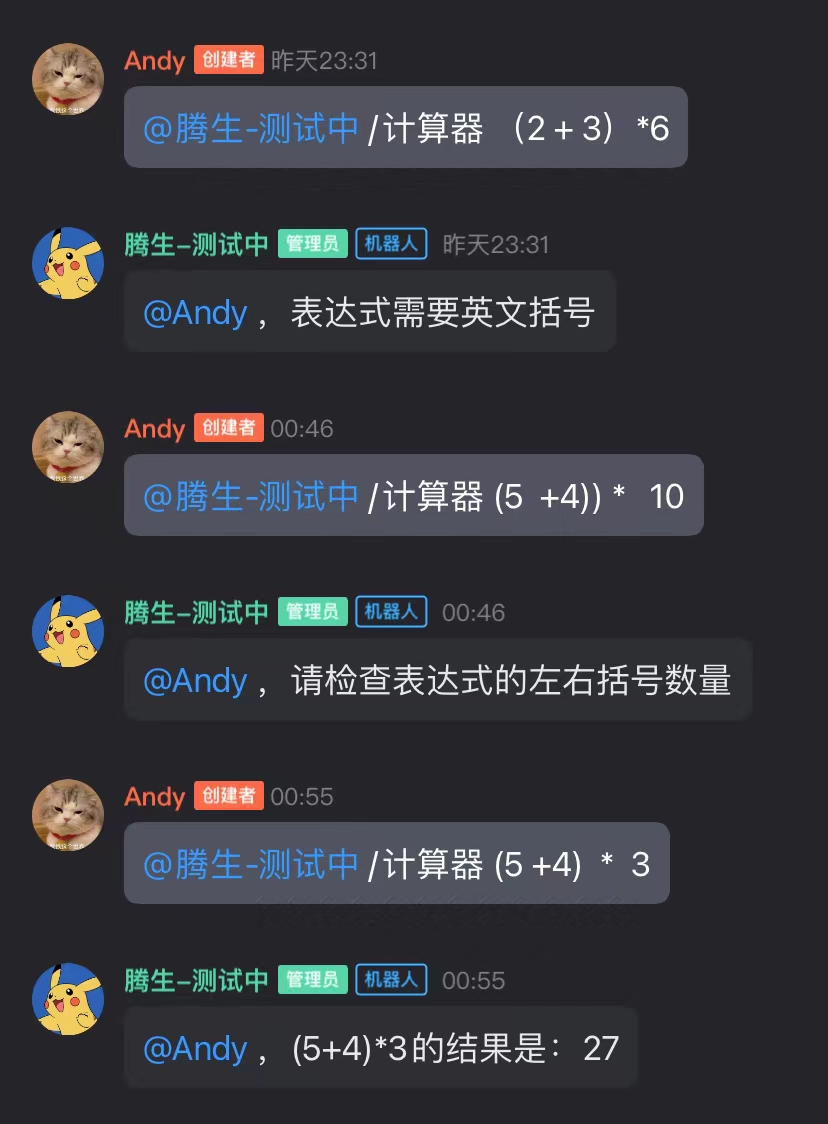 Andy 创建者 昨天23:31
@腾生-测试中 /计算器 （2 + 3）*6
腾生-测试中 管理员 机器人 昨天23:31
@Andy ，表达式需要英文括号
Andy 创建者 00:46
@腾生-测试中 /计算器 (5 +4)) * 10
腾生-测试中 管理员 机器人 00:46
@Andy ，请检查表达式的左右括号数量
Andy 创建者 00:55
@腾生-测试中 /计算器 (5 +4) * 3
腾生-测试中 管理员 机器人 00:55
@Andy ，(5+4)*3的结果是：27